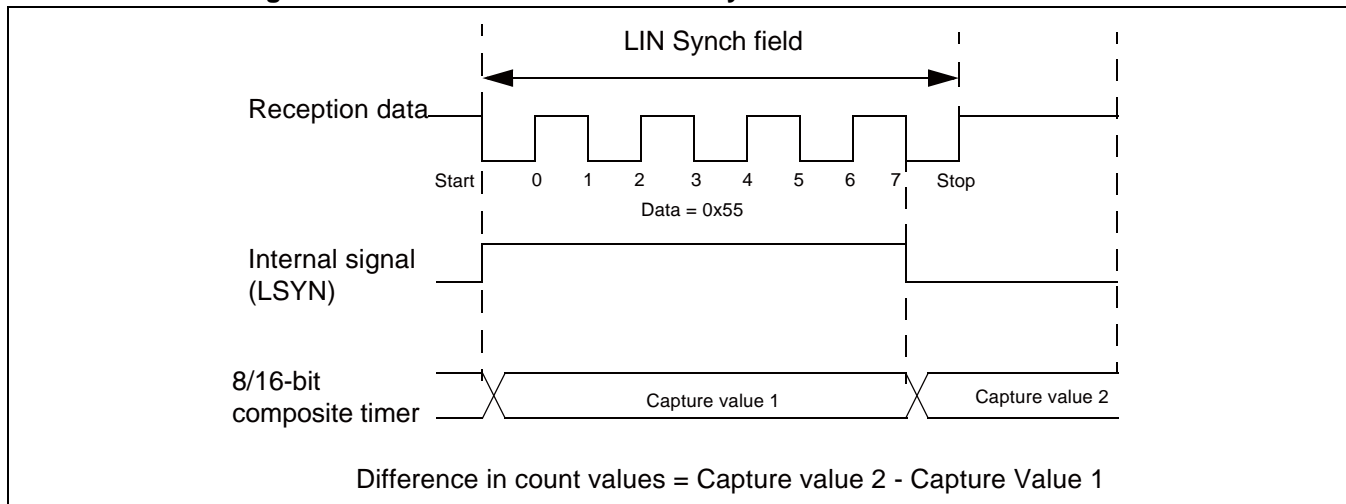 LIN Synch field
Reception data
Start 0 1 2 3 4 5 6 7 Stop
Data = 0x55
Internal signal
(LSYN)
8/16-bit
composite timer
Capture value 1
Capture value 2
Difference in count values = Capture value 2 - Capture Value 1